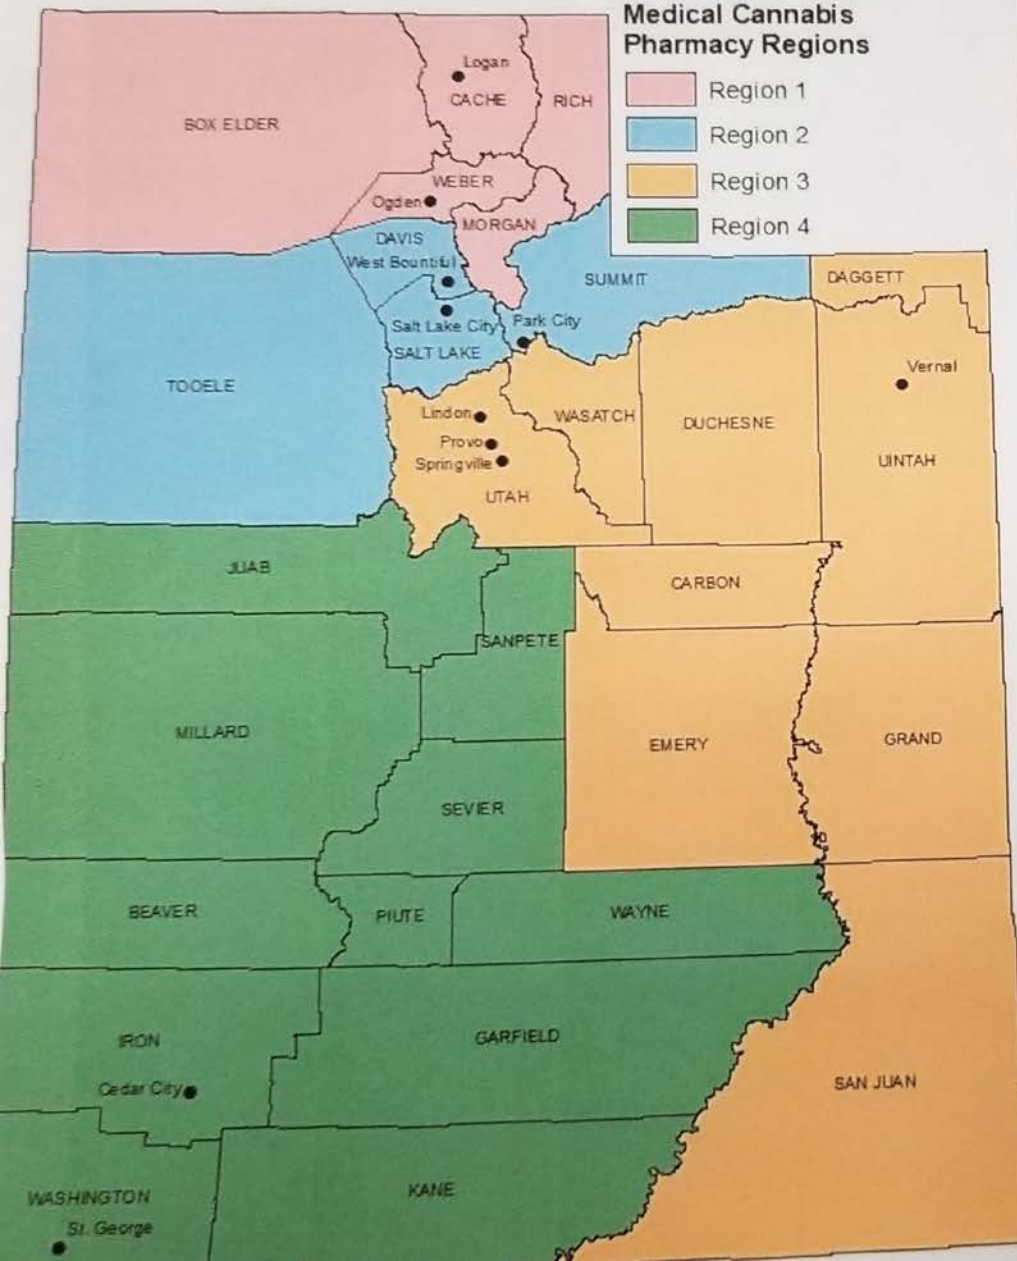 Medical Cannabis
Pharmacy Regions
Region 1
Region 2
Region 3
Region 4
Logan
CACHE
RICH
BOX ELDER
WEBER
Ogden
MORGAN
DAVIS
West Bountiful
SUMMIT
DAGGETT
Salt Lake City
Park City
SALT LAKE
TOOELE
Vernal
Lindon
WASATCH
DUCHESNE
Provo
Springville
UINTAH
UTAH
JUAB
CARBON
SANPETE
MILLARD
EMERY
GRAND
SEVIER
BEAVER
PIUTE
WAYNE
IRON
GARFIELD
Cedar City
SAN JUAN
KANE
WASHINGTON
St. George